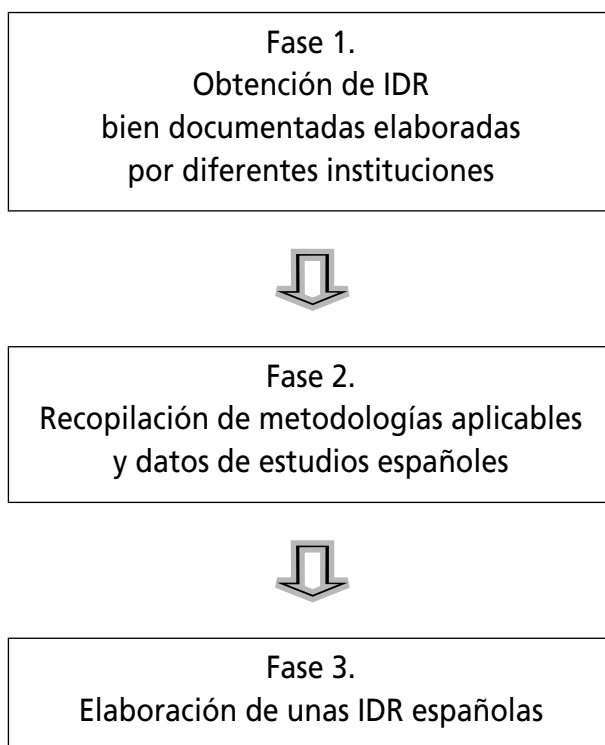 Fase 1.
Obtención de IDR
bien documentadas elaboradas
por diferentes instituciones
Fase 2.
Recopilación de metodologías aplicables
y datos de estudios españoles
Fase 3.
Elaboración de unas IDR españolas